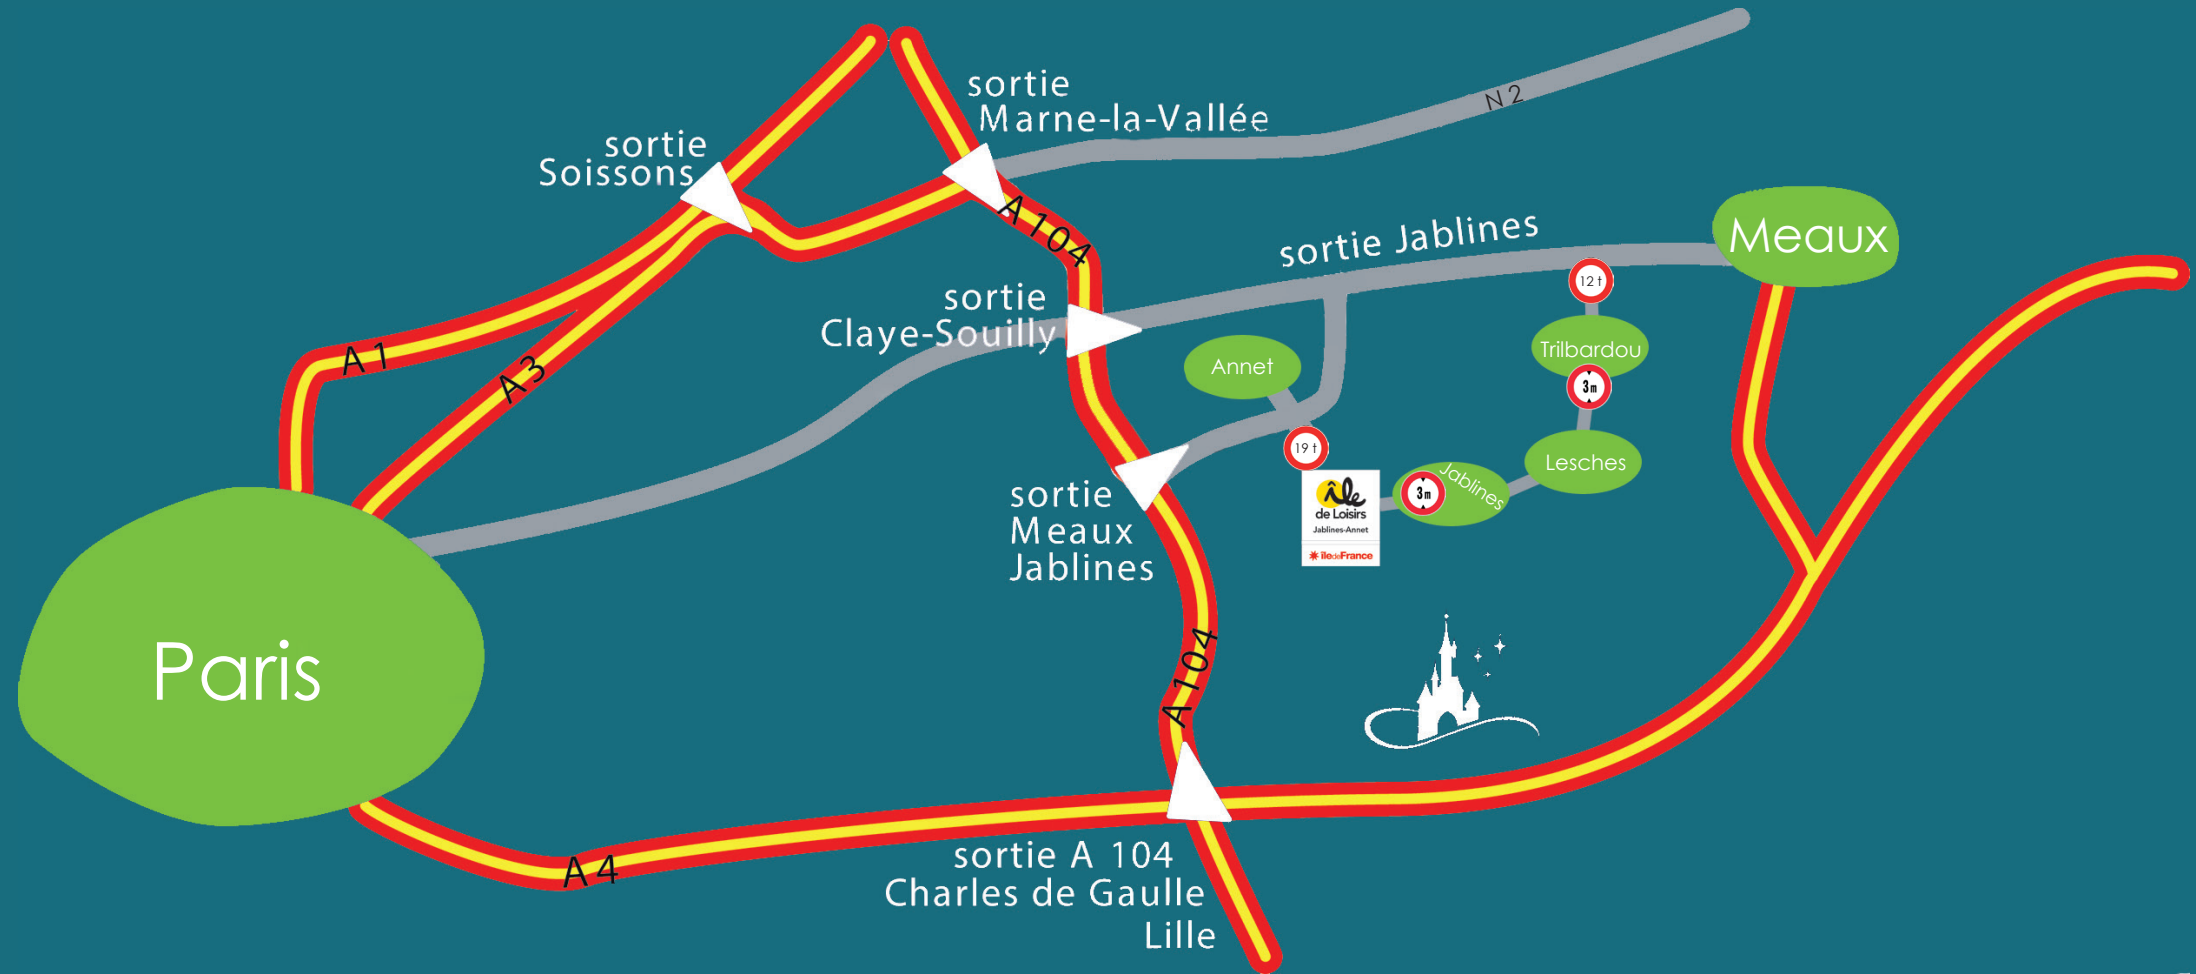 N 2
sortie
Marne-la-Vallée
sortie
Soissons
A 104
sortie Jablines
Meaux
12 t
sortie
Claye-Souilly
A 1
A 3
Annet
Trilbardou
3m
19 t
Lesches
Jablines
3m
île
de Loisirs
Jablines-Annet
îledeFrance
sortie
Meaux
Jablines
Paris
A 104
A 4
sortie A 104
Charles de Gaulle
Lille